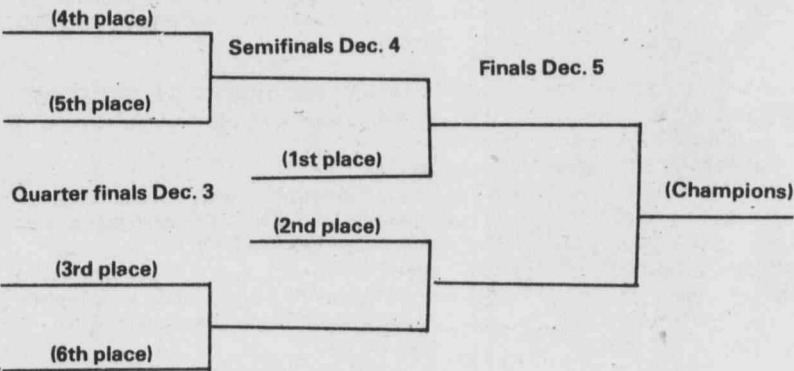 (4th place)
Semifinals Dec. 4
Finals Dec. 5
(5th place)
(1st place)
Quarter finals Dec. 3
(Champions)
(2nd place)
(3rd place)
(6th place)